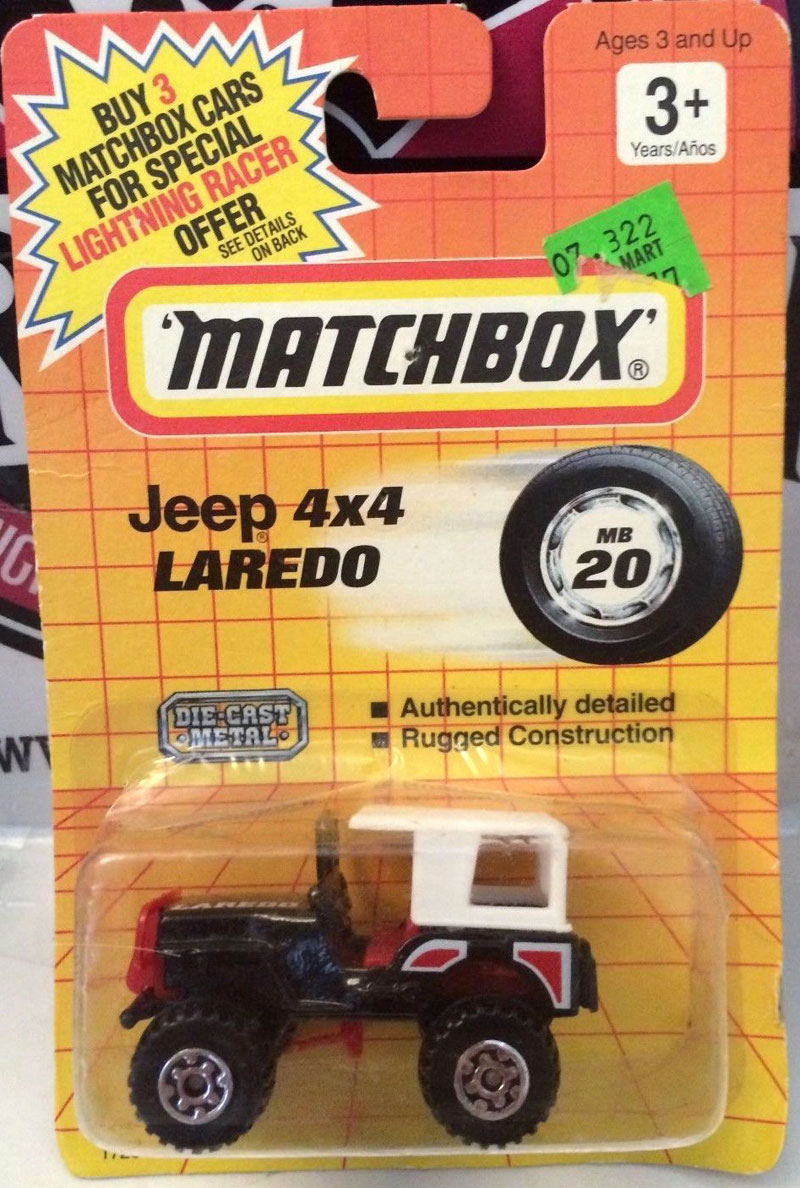 BUY 3
MATCHBOX CARS
FOR SPECIAL
LIGHTNING RACER
OFFER
SEE DETAILS
ON BACK
Ages 3 and Up
3+
Years/Años
322
MART
'MATCHBOX'®
Jeep® 4x4
LAREDO
MB
20
DIE-CAST
•METAL•
■ Authentically detailed
■ Rugged Construction
LAREDO